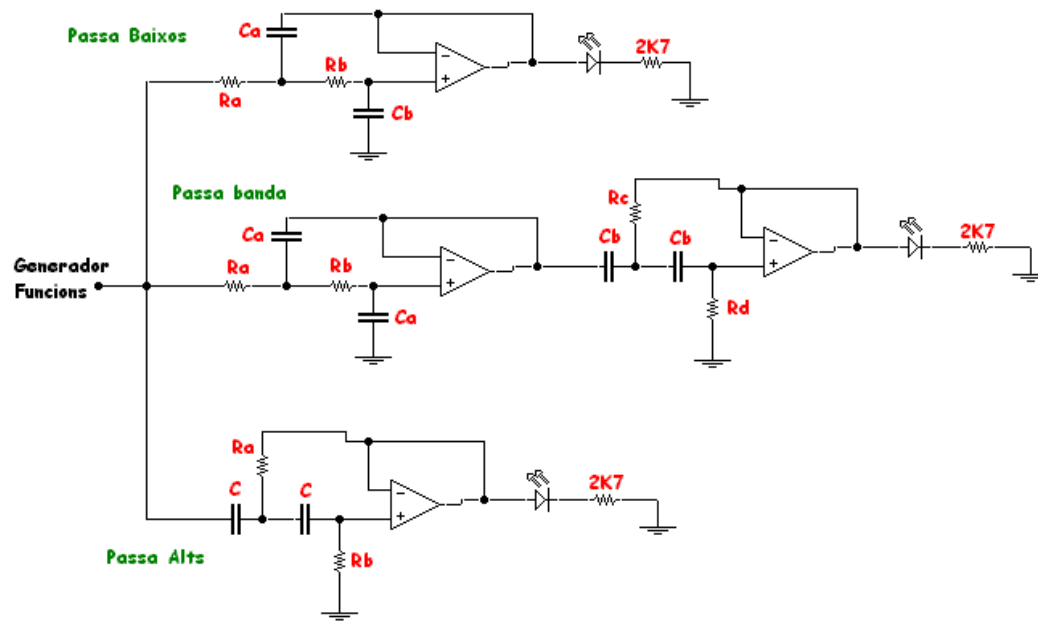 Passa Baixos
Ca
Ra
Rb
Cb
2K7
Passa banda
Ca
Ra
Rb
Ca
Cb
Rc
Cb
Rd
2K7
Generador
Funcions
Ra
C
C
Rb
2K7
Passa Alts